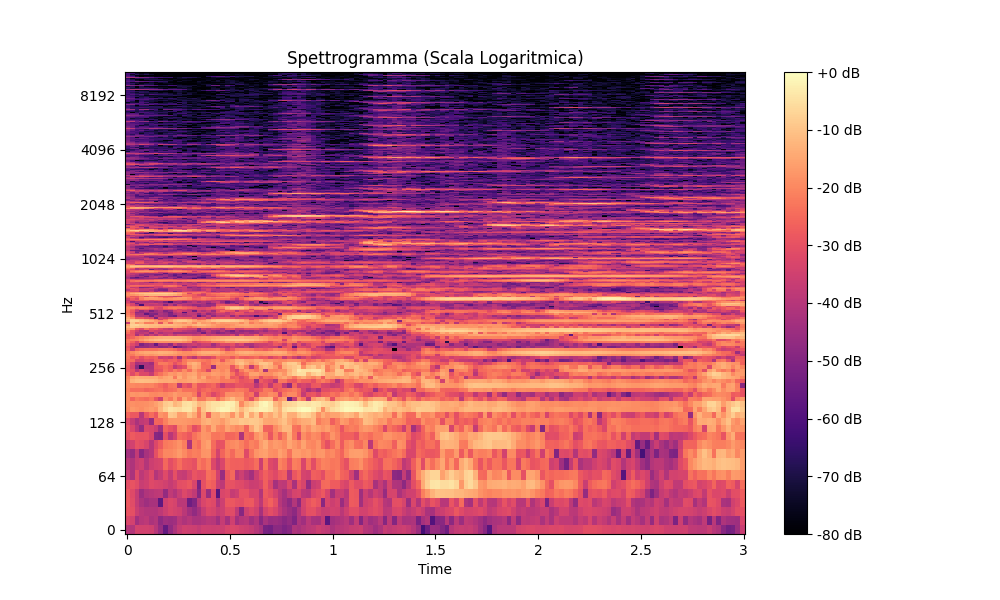 Spettrogramma (Scala Logaritmica)
Hz
8192
4096
2048
1024
512
256
128
64
0
0 0.5 1 1.5 2 2.5 3
Time
+0 dB
-10 dB
-20 dB
-30 dB
-40 dB
-50 dB
-60 dB
-70 dB
-80 dB